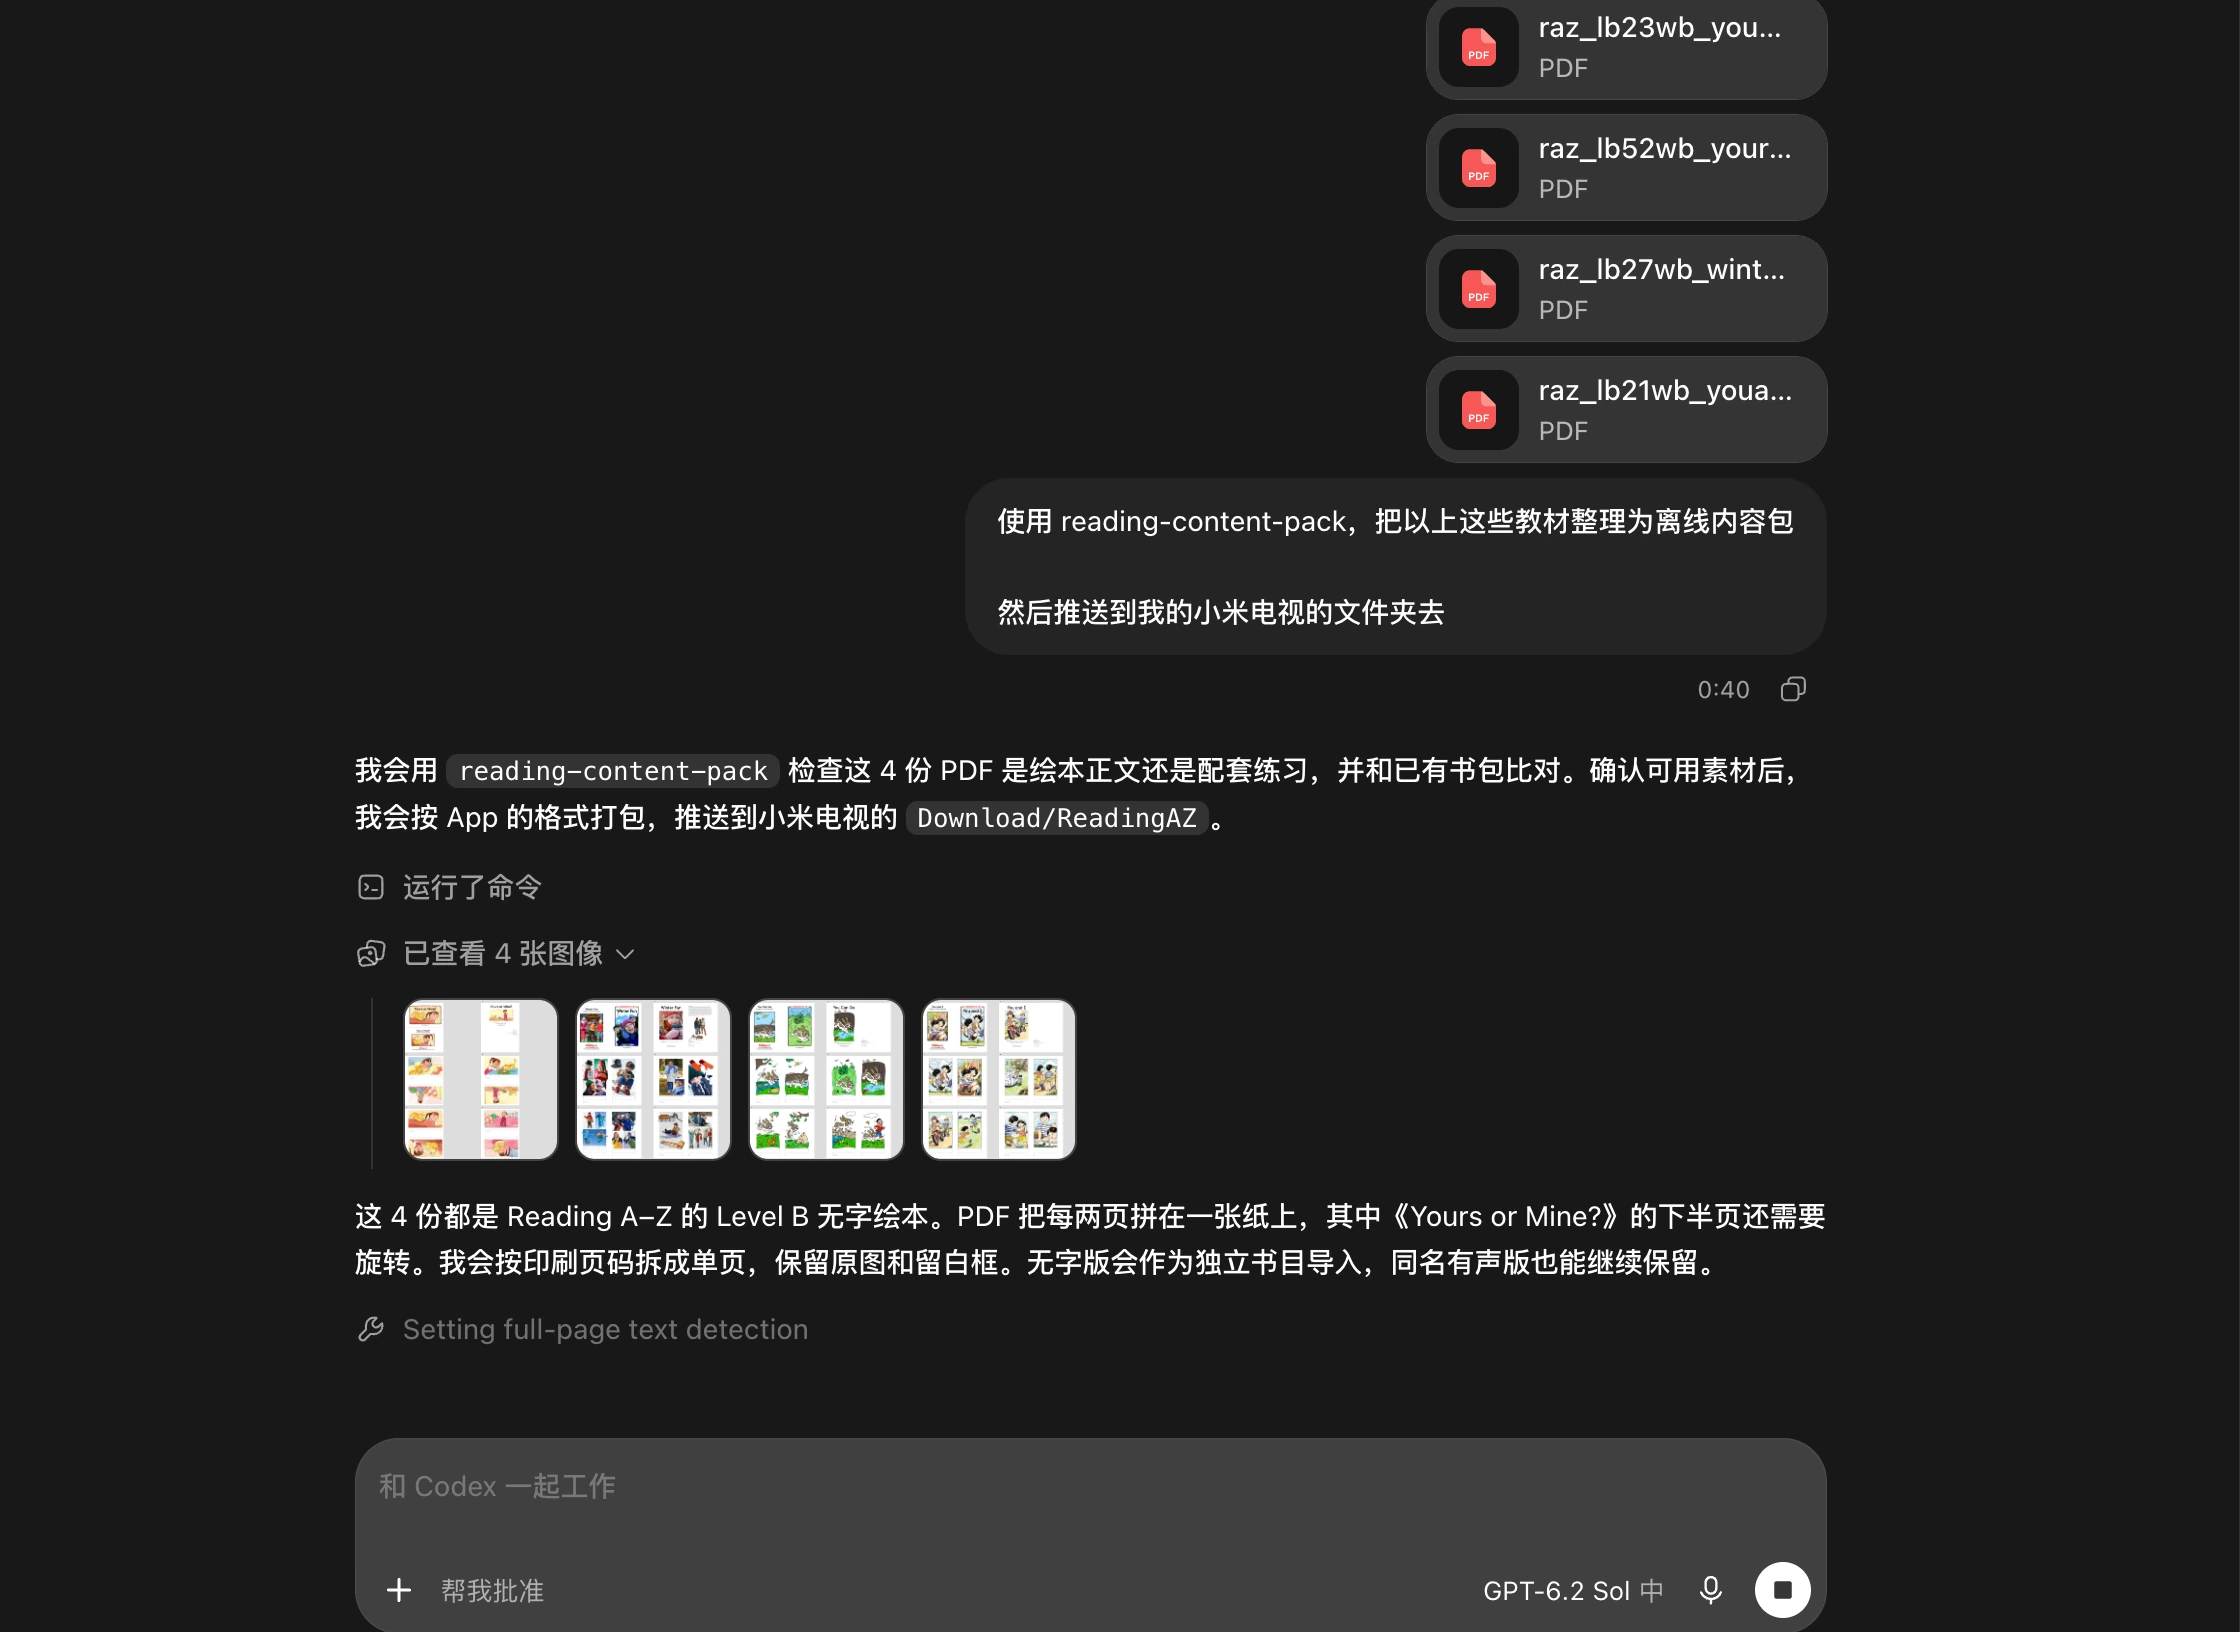 raz_lb23wb_you...
PDF
PDF
raz_lb52wb_your...
PDF
PDF
raz_lb27wb_wint...
PDF
PDF
raz_lb21wb_youa...
PDF
PDF
使用 reading-content-pack，把以上这些教材整理为离线内容包
然后推送到我的小米电视的文件夹去
0:40
我会用 reading-content-pack 检查这 4 份 PDF 是绘本正文还是配套练习，并和已有书包比对。确认可用素材后，
我会按 App 的格式打包，推送到小米电视的 Download/ReadingAZ。
运行了命令
已查看 4 张图像
Winter Fun
You Can Go
You and I
这 4 份都是 Reading A–Z 的 Level B 无字绘本。PDF 把每两页拼在一张纸上，其中《Yours or Mine?》的下半页还需要
旋转。我会按印刷页码拆成单页，保留原图和留白框。无字版会作为独立书目导入，同名有声版也能继续保留。
Setting full-page text detection
和 Codex 一起工作
帮我批准
GPT-6.2 Sol 中